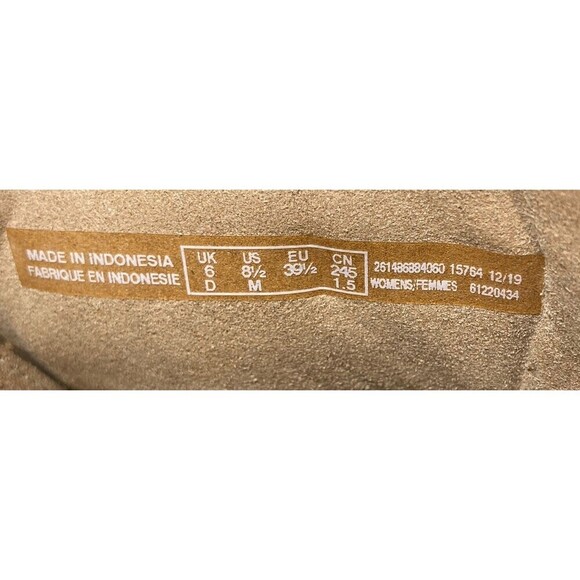 MADE IN INDONESIA
FABRIQUE EN INDONESIE
UK US EU CN
6 8½ 39½ 245
D M 1.5
261486884060 15764 12/19
WOMENS/FEMMES 61220434